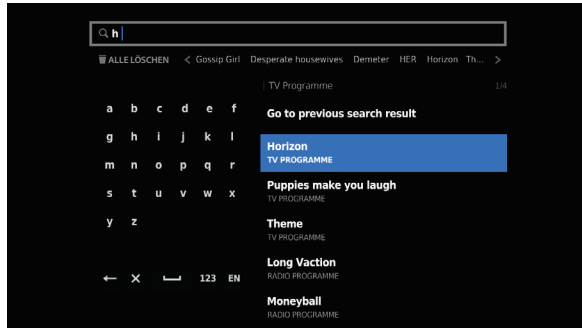 h
ALLE LÖSCHEN < Gossip Girl Desperate housewives Demeter HER Horizon Th... >
TV Programme 1/4
a b c d e f
g h i j k l
m n o p q r
s t u v w x
y z
123 EN
Go to previous search result
Horizon
TV PROGRAMME
Puppies make you laugh
TV PROGRAMME
Theme
TV PROGRAMME
Long Vaction
RADIO PROGRAMME
Moneyball
RADIO PROGRAMME